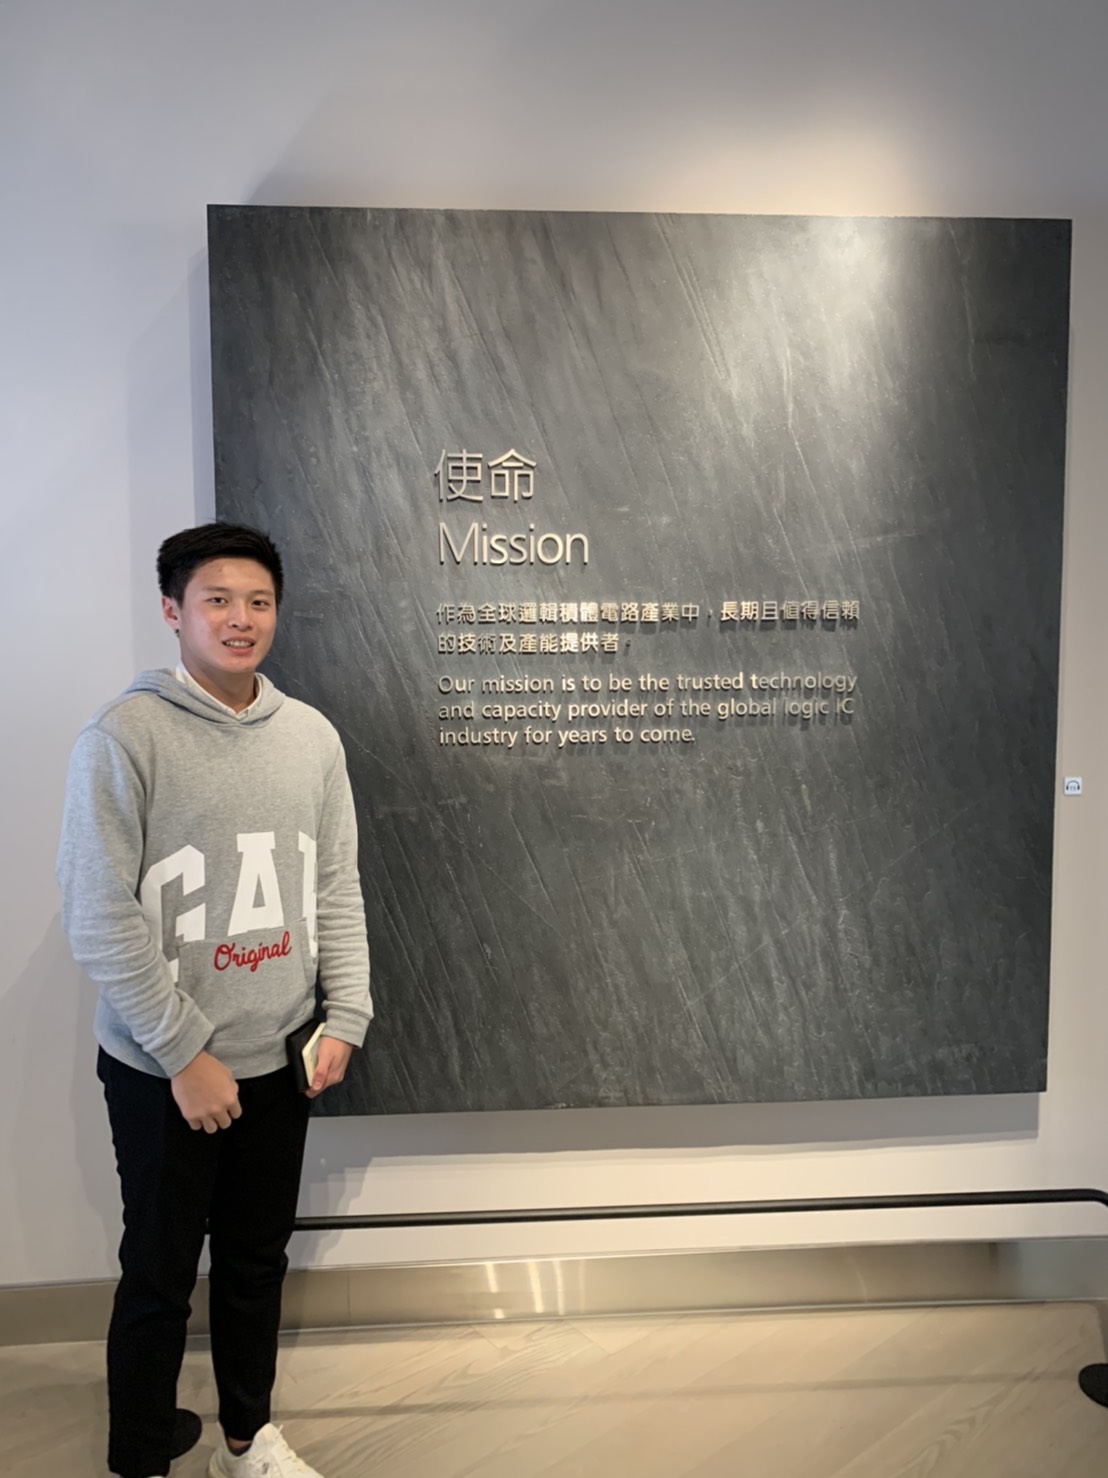 使命
Mission
作為全球邏輯積體電路產業中，長期且值得信賴
的技術及產能提供者。
Our mission is to be the trusted technology
and capacity provider of the global logic IC
industry for years to come.
GAP
Original